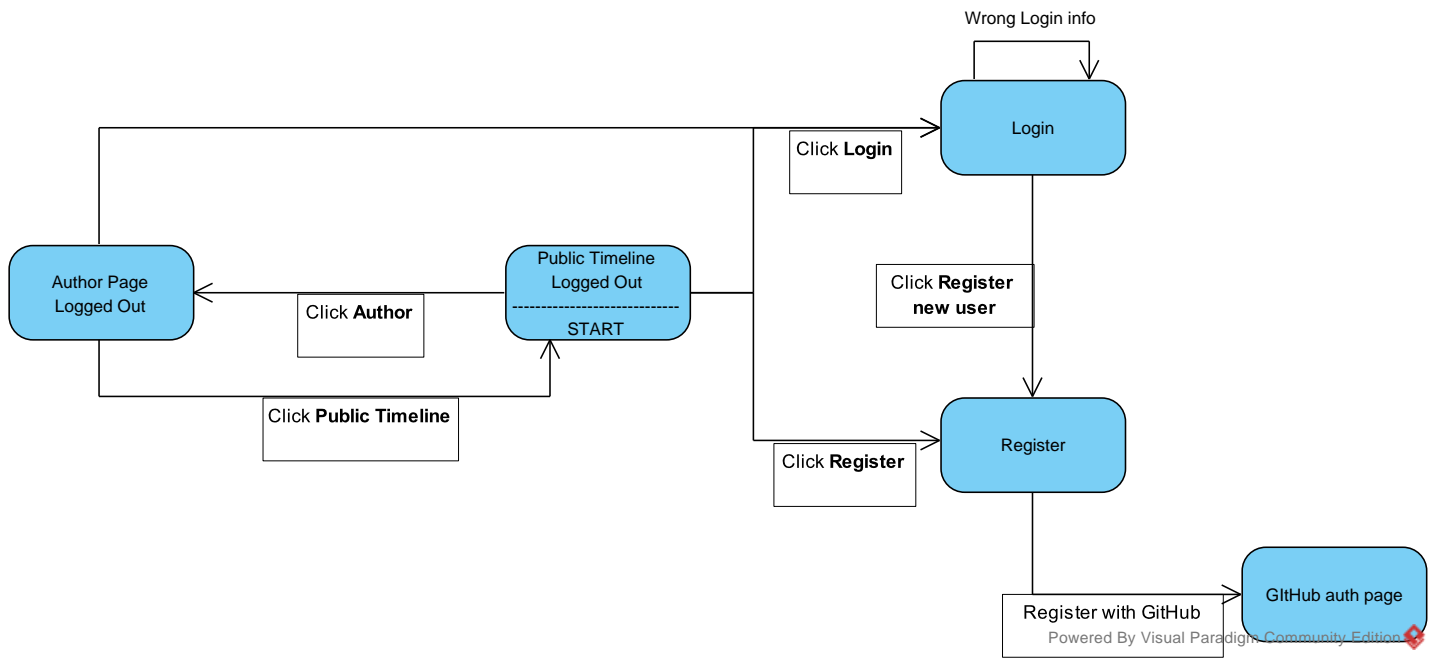 Wrong Login info
Login
Click Login
Public Timeline
Logged Out
-----------------------------
START
Author Page
Logged Out
Click Author
Click Register
new user
Click Public Timeline
Register
Click Register
GItHub auth page
Register with GitHub
Powered By Visual Paradigm Community Edition